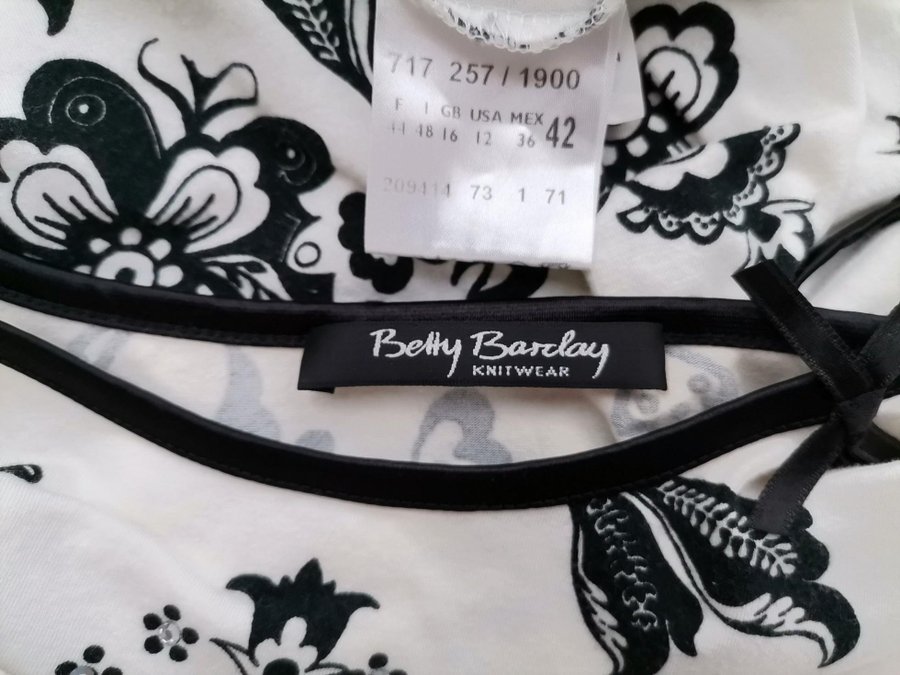 717 257/1900
F I GB USA MEX
44 48 16 12 36 42
209414 73 1 71
Betty Barclay
KNITWEAR